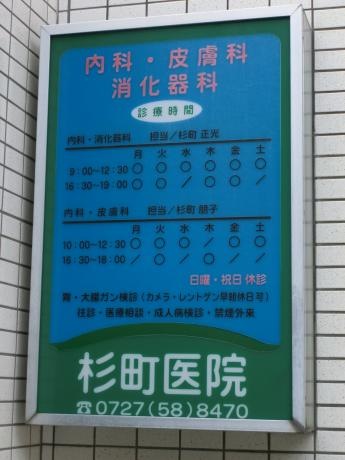 内科・皮膚科
消化器科
診療時間
内科・消化器科 担当/杉町 正光
月 火 水 木 金 土
9:00〜12:30 ○ ○ ○ ○ ○ ○
16:30〜19:00 ○ ○ / ○ ○ /
内科・皮膚科 担当/杉町 朋子
月 火 水 木 金 土
10:00〜12:30 ○ ○ ○ / ○ ○
16:30〜18:00 / ○ / ○ / /
日曜・祝日 休診
胃・大腸ガン検診(カメラ・レントゲン早朝休日可)
往診・医療相談・成人病検診・禁煙外来
杉町医院
☎0727(58)8470